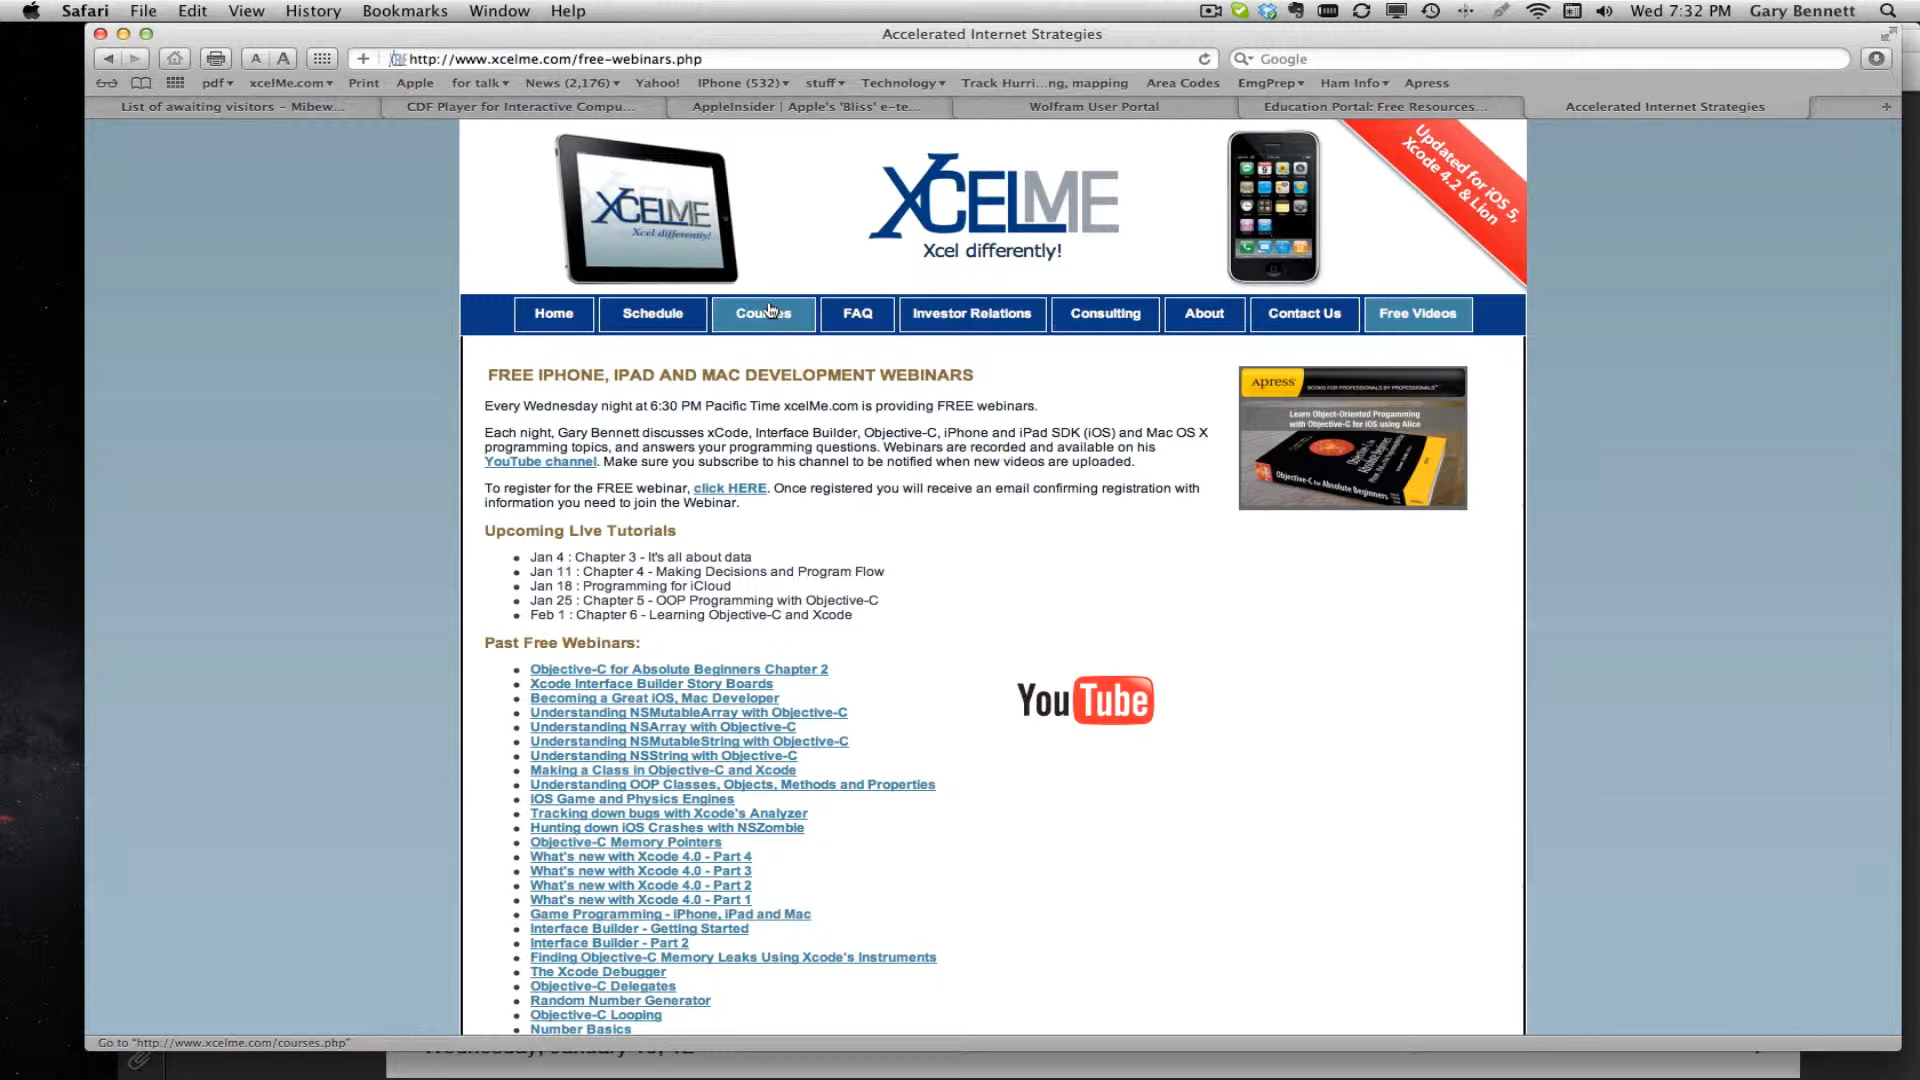 Safari File Edit View History Bookmarks Window Help Wed 7:32 PM Gary Bennett
Accelerated Internet Strategies
A A + http://www.xcelme.com/free-webinars.php Google
pdf xcelMe.com Print Apple for talk News (2,176) Yahoo! IPhone (532) stuff Technology Track Hurri...ng, mapping Area Codes EmgPrep Ham Info Apress
List of awaiting visitors – Mibew... CDF Player for Interactive Compu... AppleInsider | Apple's 'Bliss' e-te... Wolfram User Portal Education Portal: Free Resources... Accelerated Internet Strategies +
XCELME
Xcel differently!
XCELME
Xcel differently!
Updated for iOS 5,
Xcode 4.2 & Lion
Home Schedule Courses FAQ Investor Relations Consulting About Contact Us Free Videos
FREE IPHONE, IPAD AND MAC DEVELOPMENT WEBINARS
Every Wednesday night at 6:30 PM Pacific Time xcelMe.com is providing FREE webinars.
Each night, Gary Bennett discusses xCode, Interface Builder, Objective-C, iPhone and iPad SDK (iOS) and Mac OS X
programming topics, and answers your programming questions. Webinars are recorded and available on his
YouTube channel. Make sure you subscribe to his channel to be notified when new videos are uploaded.
To register for the FREE webinar, click HERE. Once registered you will receive an email confirming registration with
information you need to join the Webinar.
Apress BOOKS FOR PROFESSIONALS BY PROFESSIONALS
Learn Object-Oriented Progamming
with Objective-C for iOS using Alice
Objective-C for Absolute Beginners
Upcoming Live Tutorials
Jan 4 : Chapter 3 - It's all about data
Jan 11 : Chapter 4 - Making Decisions and Program Flow
Jan 18 : Programming for iCloud
Jan 25 : Chapter 5 - OOP Programming with Objective-C
Feb 1 : Chapter 6 - Learning Objective-C and Xcode
Past Free Webinars:
Objective-C for Absolute Beginners Chapter 2
Xcode Interface Builder Story Boards
Becoming a Great iOS, Mac Developer
Understanding NSMutableArray with Objective-C
Understanding NSArray with Objective-C
Understanding NSMutableString with Objective-C
Understanding NSString with Objective-C
Making a Class in Objective-C and Xcode
Understanding OOP Classes, Objects, Methods and Properties
iOS Game and Physics Engines
Tracking down bugs with Xcode's Analyzer
Hunting down iOS Crashes with NSZombie
Objective-C Memory Pointers
What's new with Xcode 4.0 - Part 4
What's new with Xcode 4.0 - Part 3
What's new with Xcode 4.0 - Part 2
What's new with Xcode 4.0 - Part 1
Game Programming - iPhone, iPad and Mac
Interface Builder - Getting Started
Interface Builder - Part 2
Finding Objective-C Memory Leaks Using Xcode's Instruments
The Xcode Debugger
Objective-C Delegates
Random Number Generator
Objective-C Looping
Number Basics
YouTube
Go to "http://www.xcelme.com/courses.php"